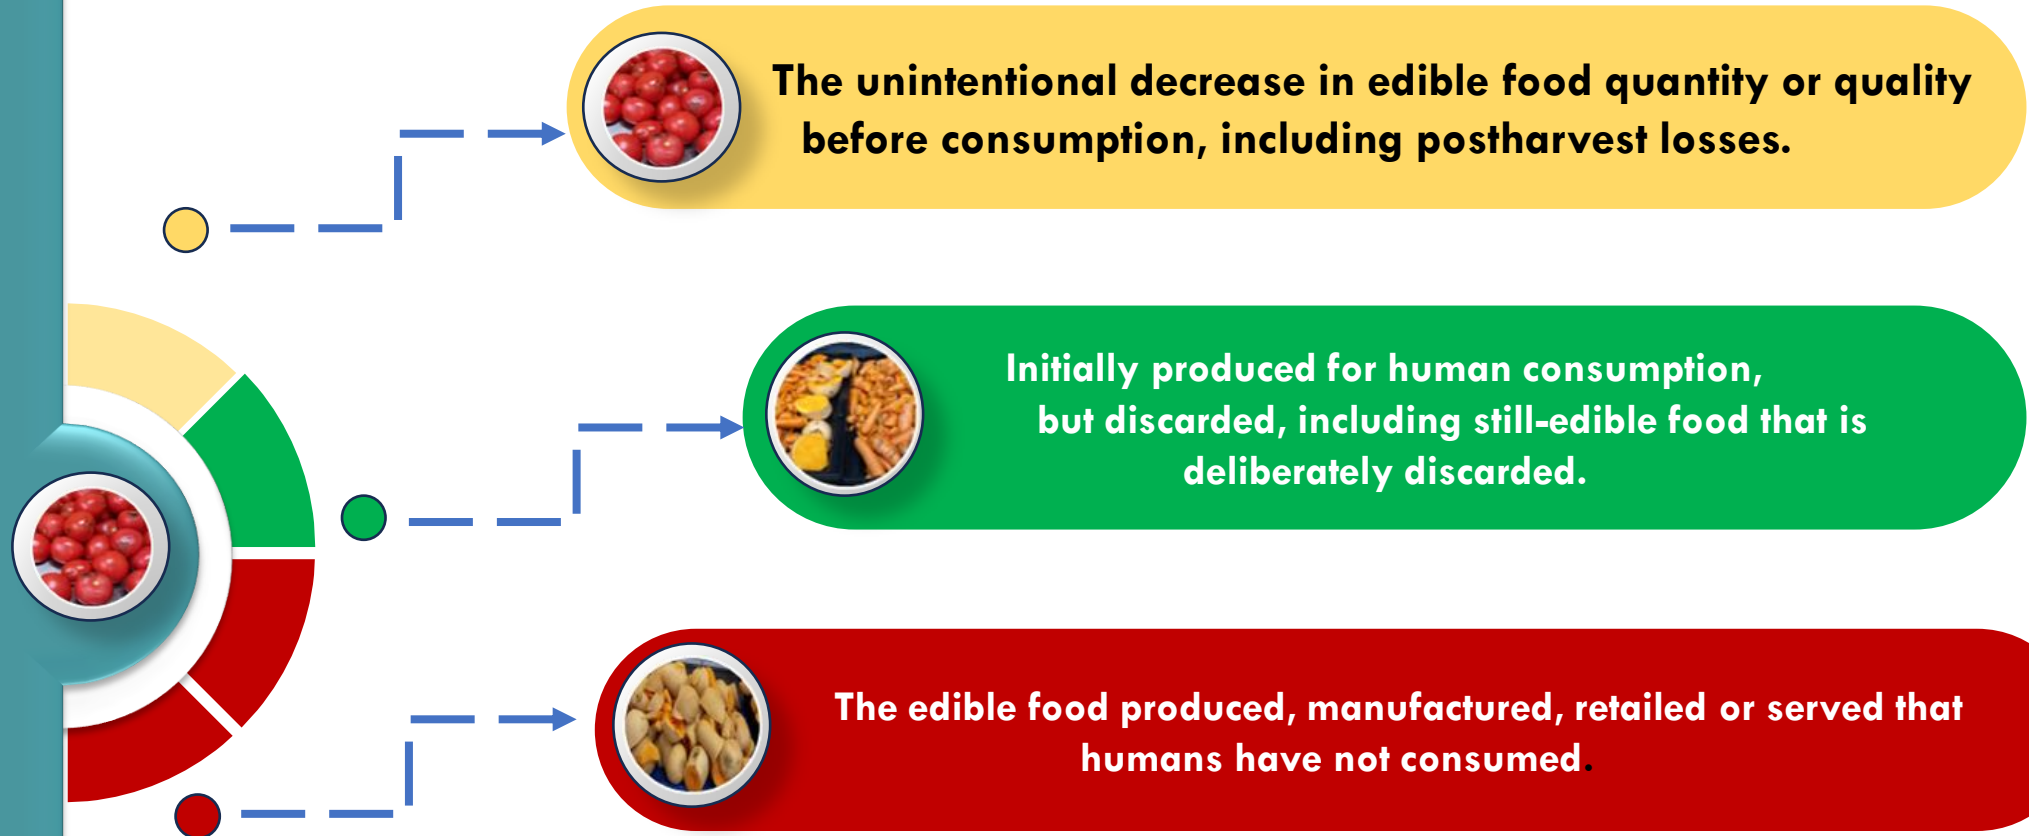 The unintentional decrease in edible food quantity or quality
before consumption, including postharvest losses.
Initially produced for human consumption,
but discarded, including still-edible food that is
deliberately discarded.
The edible food produced, manufactured, retailed or served that
humans have not consumed.